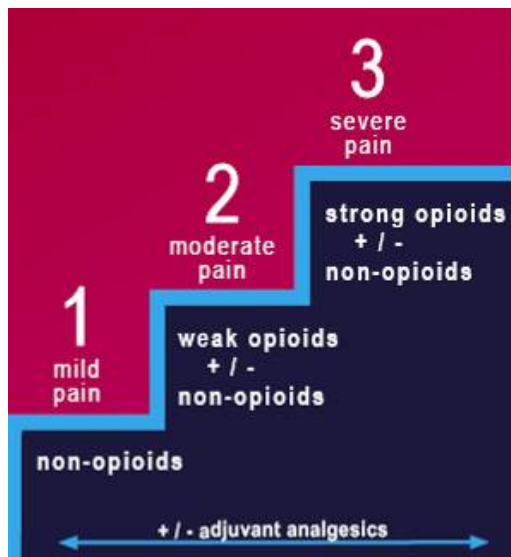 3
severe
pain
2
moderate
pain
strong opioids
+ / -
non-opioids
1
mild
pain
weak opioids
+ / -
non-opioids
non-opioids
+ / - adjuvant analgesics